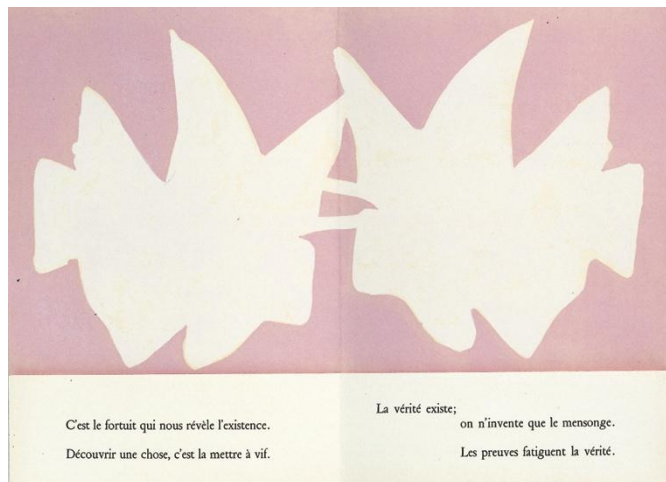 C'est le fortuit qui nous révèle l'existence.
Découvrir une chose, c'est la mettre à vif.
La vérité existe;
on n'invente que le mensonge.
Les preuves fatiguent la vérité.